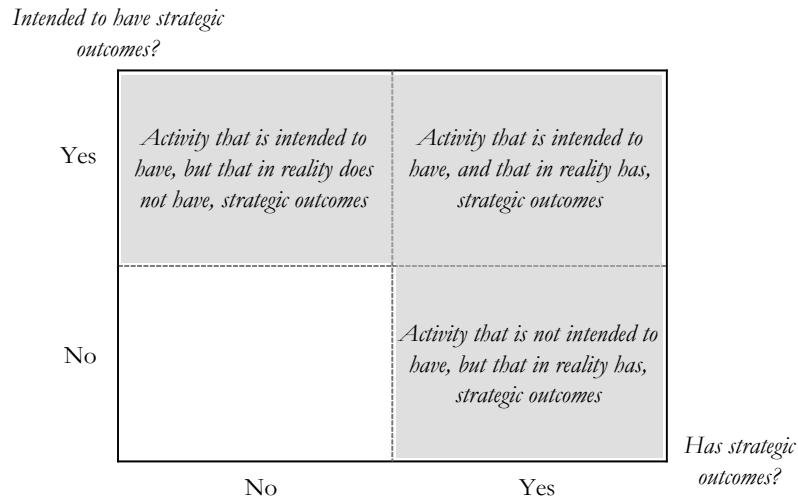 Intended to have strategic
outcomes?
Yes
Activity that is intended to
have, but that in reality does
not have, strategic outcomes
Activity that is intended to
have, and that in reality has,
strategic outcomes
No
Activity that is not intended to
have, but that in reality has,
strategic outcomes
No
Yes
Has strategic
outcomes?